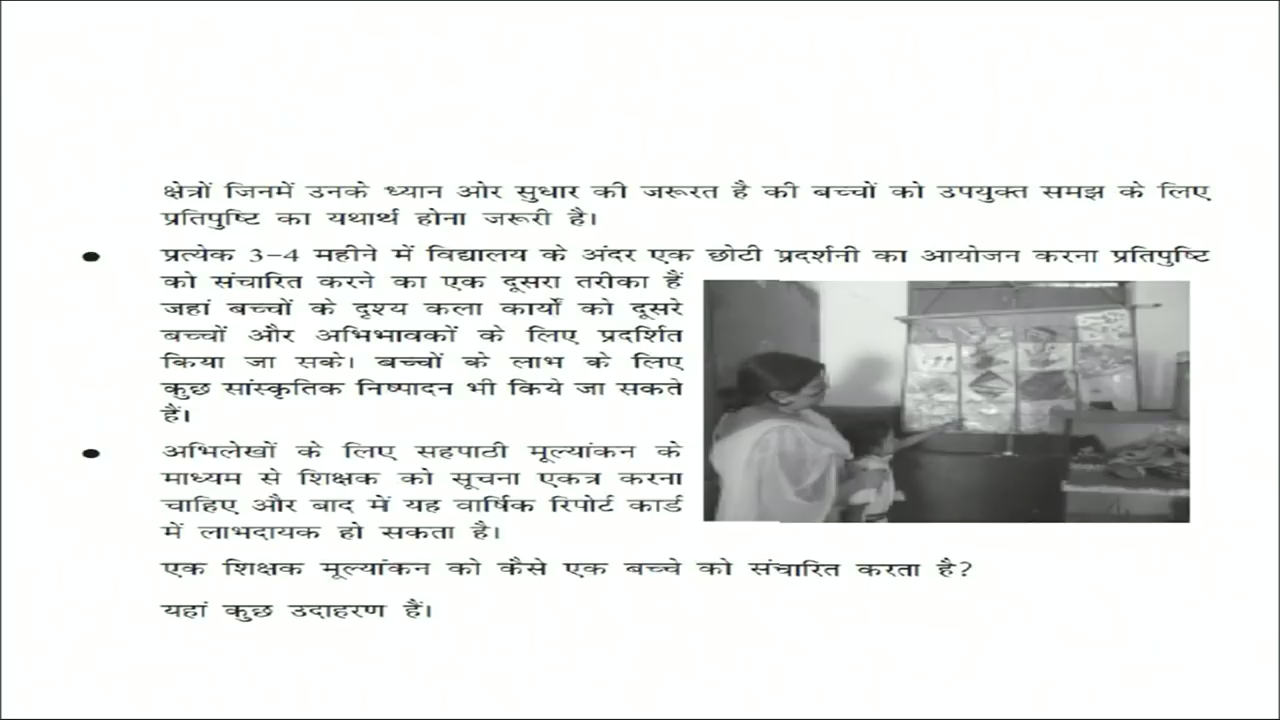 क्षेत्रों जिनमें उनके ध्यान ओर सुधार की जरूरत है की बच्चों को उपयुक्त समझ के लिए
प्रतिपुष्टि का यथार्थ होना जरूरी है।
● प्रत्येक 3–4 महीने में विद्यालय के अंदर एक छोटी प्रदर्शनी का आयोजन करना प्रतिपुष्टि
को संचारित करने का एक दूसरा तरीका हैं
जहां बच्चों के दृश्य कला कार्यों को दूसरे
बच्चों और अभिभावकों के लिए प्रदर्शित
किया जा सके। बच्चों के लाभ के लिए
कुछ सांस्कृतिक निष्पादन भी किये जा सकते
हैं।
● अभिलेखों के लिए सहपाठी मूल्यांकन के
माध्यम से शिक्षक को सूचना एकत्र करना
चाहिए और बाद में यह वार्षिक रिपोर्ट कार्ड
में लाभदायक हो सकता है।
एक शिक्षक मूल्यांकन को कैसे एक बच्चे को संचारित करता है?
यहां कुछ उदाहरण हैं।